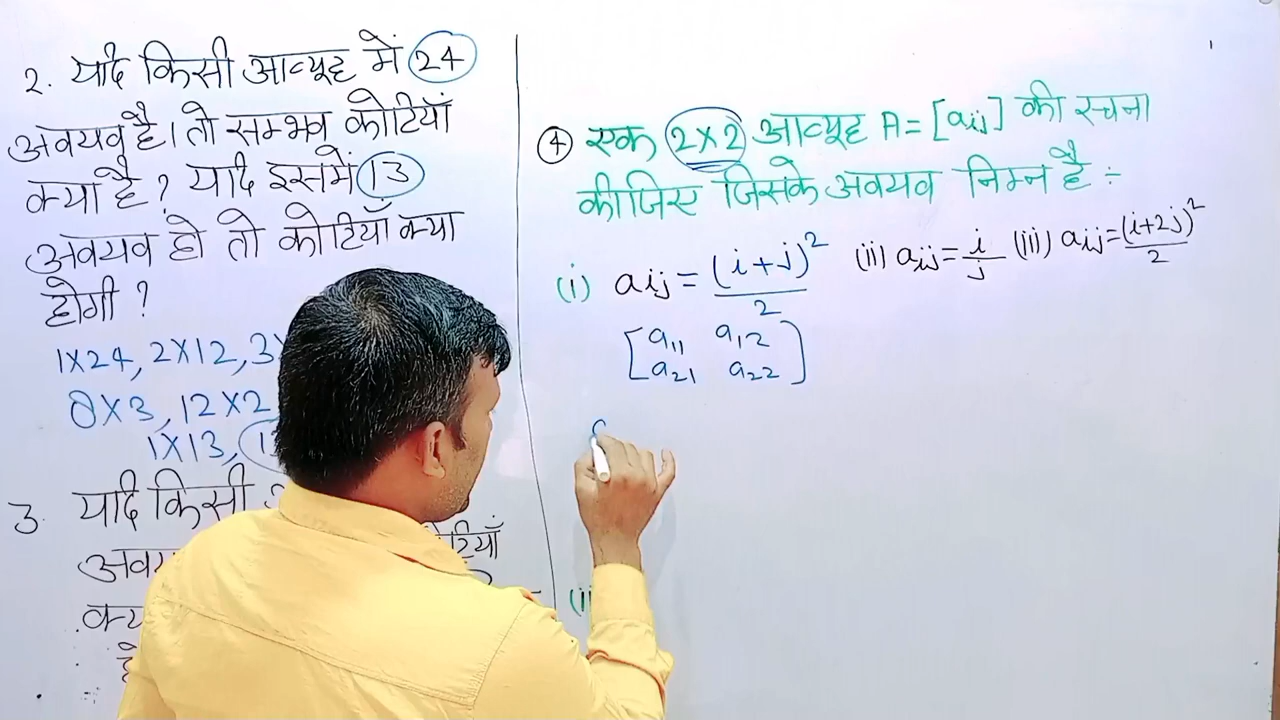 2. यदि किसी आव्यूह में 24
अवयव है। तो सम्भव कोटियाँ
क्या है? यदि इसमें 13
अवयव हो तो कोटियाँ क्या
होगी?
1×24, 2×12, 3×
8×3, 12×2
1×13,
3. यदि किसी
④ एक 2×2 आव्यूह A=[aij] की रचना
कीजिए जिसके अवयव निम्न है ÷
(i) aij = (i+j)²/2 (ii) aij = i/j (iii) aij = (i+2j)²/2
[a11 a12
a21 a22]